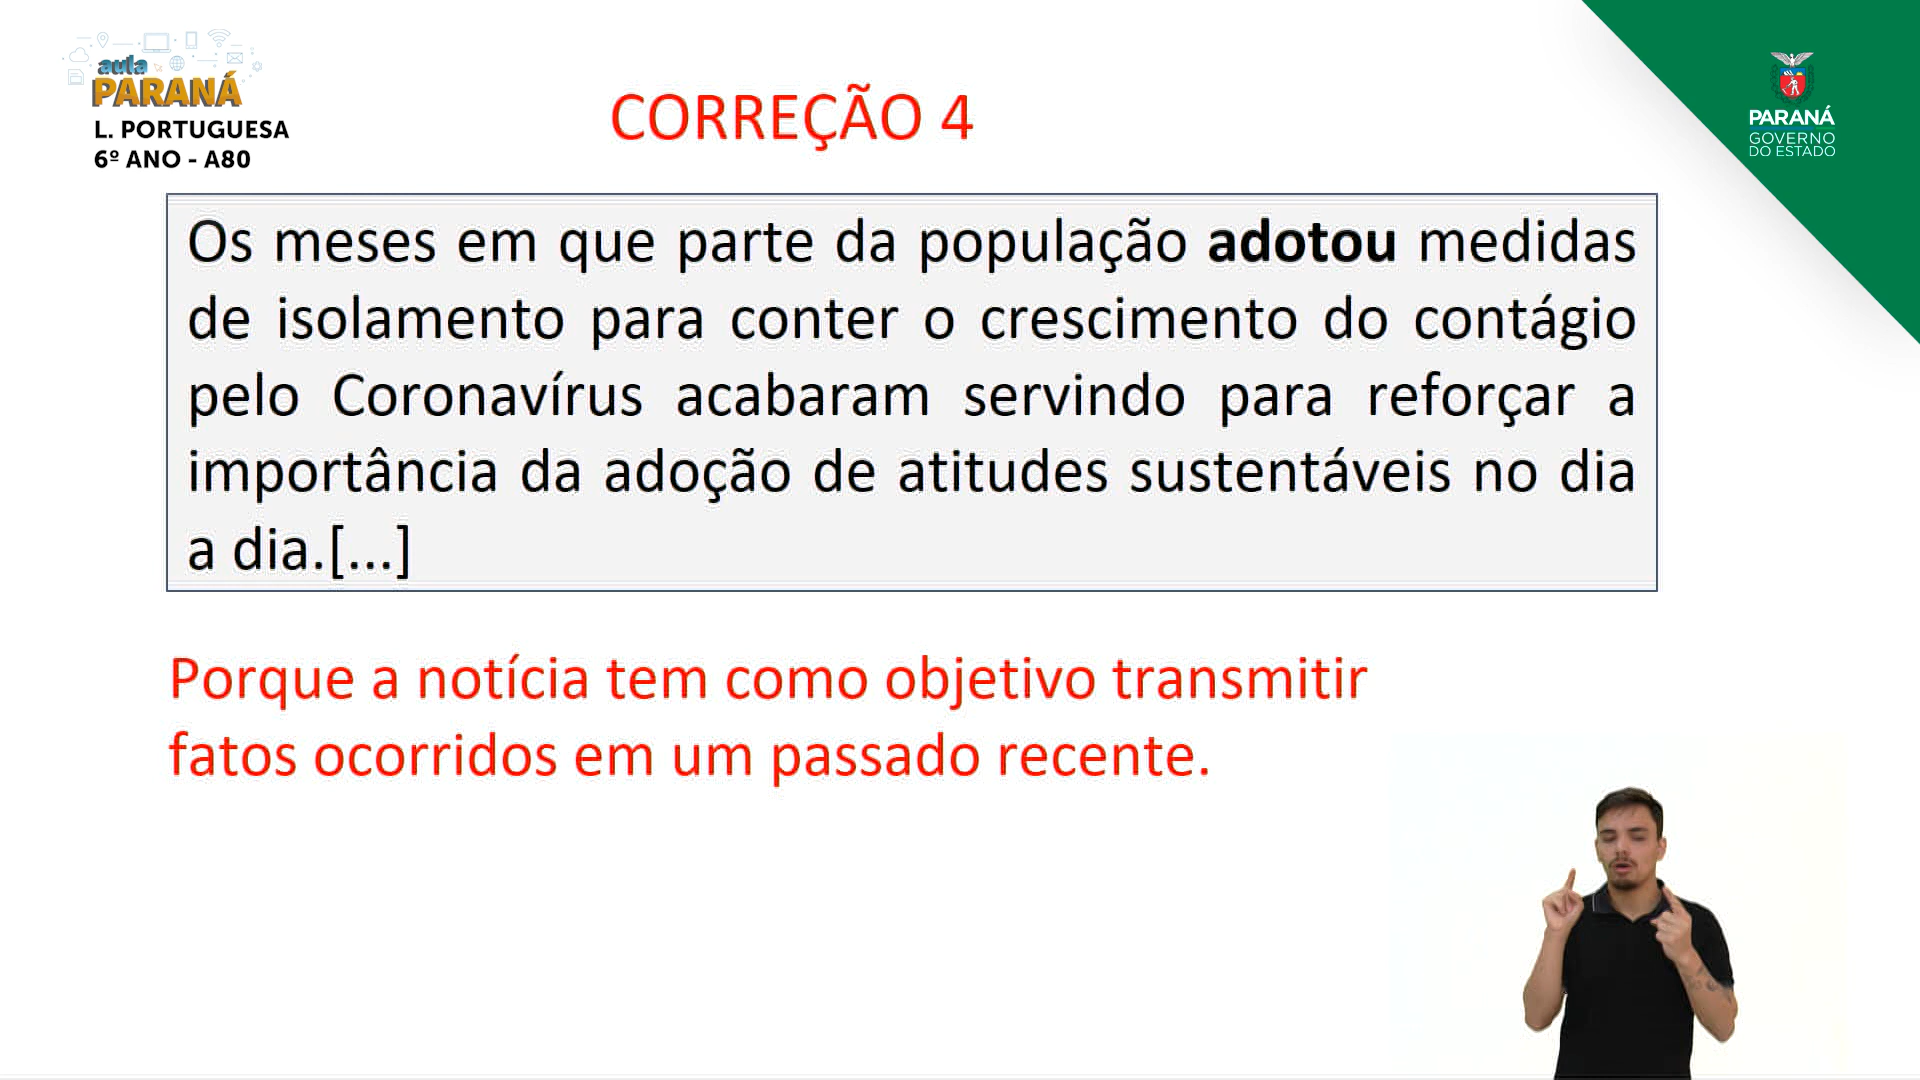 aula
PARANÁ
L. PORTUGUESA
6º ANO - A80
CORREÇÃO 4
PARANÁ
GOVERNO
DO ESTADO
Os meses em que parte da população adotou medidas
de isolamento para conter o crescimento do contágio
pelo Coronavírus acabaram servindo para reforçar a
importância da adoção de atitudes sustentáveis no dia
a dia.[...]
Porque a notícia tem como objetivo transmitir
fatos ocorridos em um passado recente.